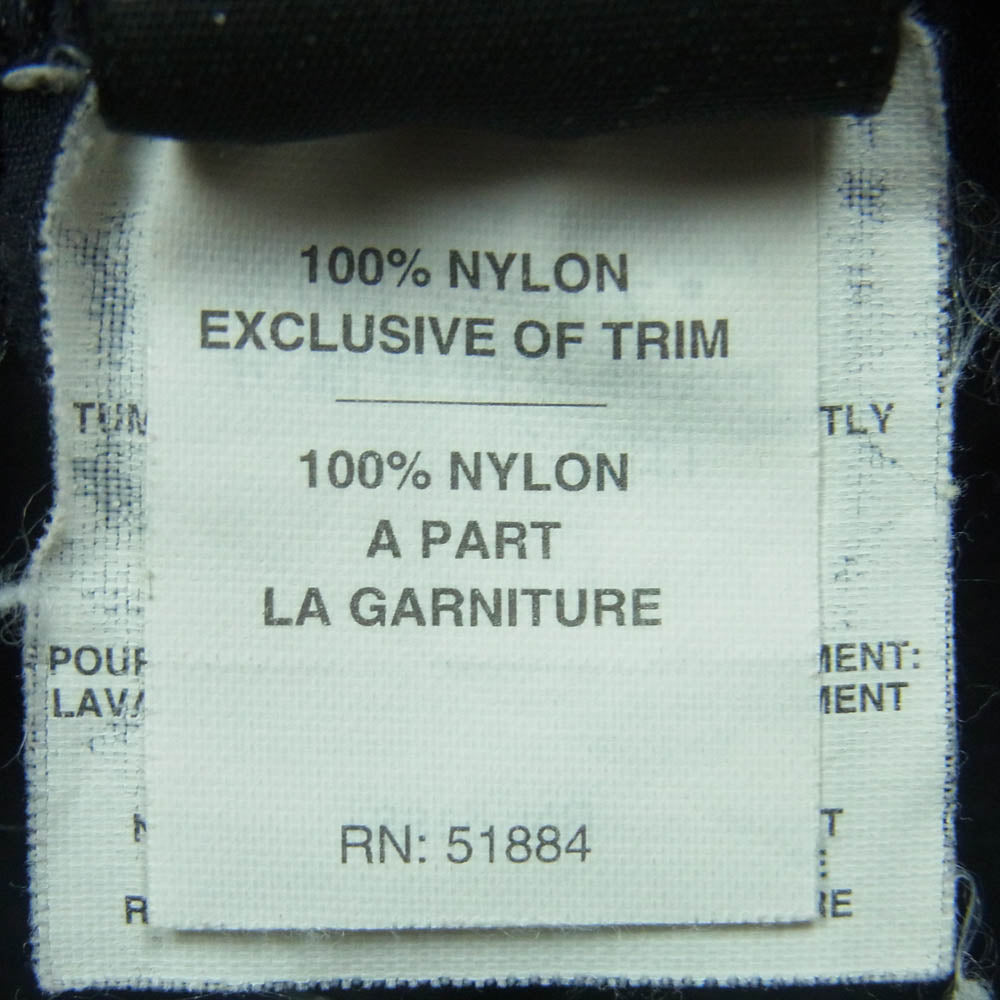 100% NYLON
EXCLUSIVE OF TRIM
100% NYLON
A PART
LA GARNITURE
RN: 51884